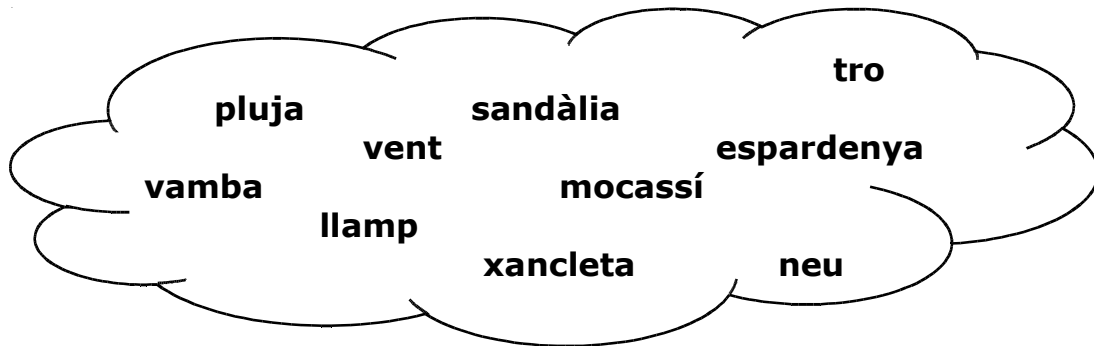 tro
pluja sandàlia
vent espardenya
vamba mocassí
llamp
xancleta neu